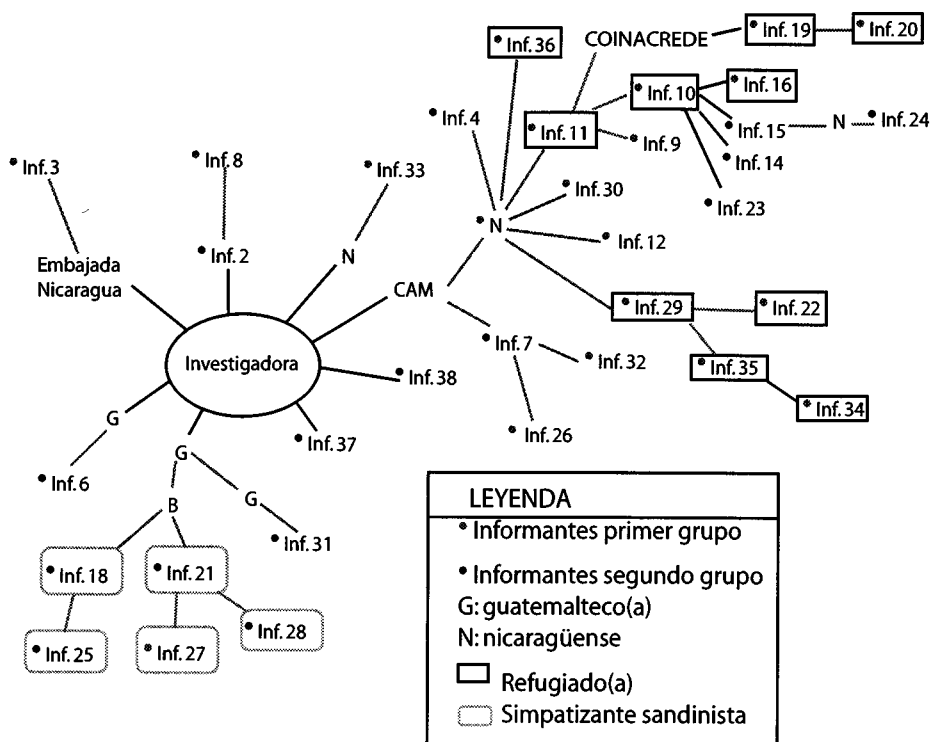 Inf. 36
COINACREDE
Inf. 19
Inf. 20
Inf. 16
Inf. 10
Inf. 4
Inf. 11
Inf. 9
Inf. 15
N
Inf. 24
Inf. 14
Inf. 3
Inf. 8
Inf. 33
Inf. 30
Inf. 23
N
Inf. 12
Inf. 2
N
Embajada
Nicaragua
CAM
Inf. 29
Inf. 22
Inf. 7
Inf. 32
Investigadora
Inf. 38
Inf. 35
Inf. 34
G
Inf. 37
Inf. 26
G
Inf. 6
B
G
Inf. 31
Inf. 18
Inf. 21
Inf. 28
Inf. 25
Inf. 27
LEYENDA
Informantes primer grupo
Informantes segundo grupo
G: guatemalteco(a)
N: nicaragüense
Refugiado(a)
Simpatizante sandinista